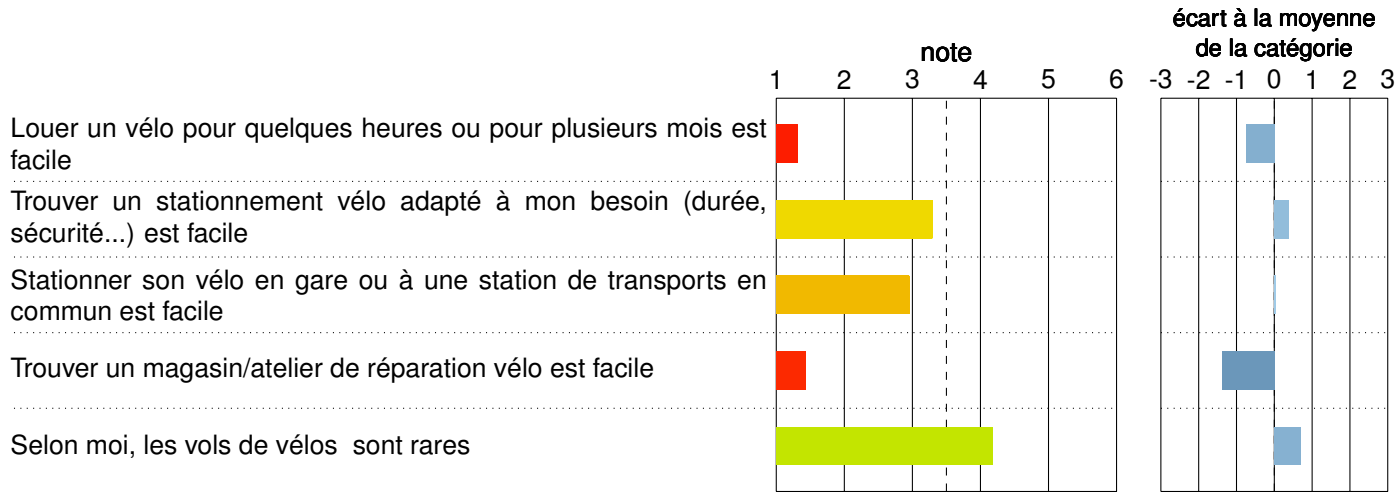 écart à la moyenne
de la catégorie
note
1 2 3 4 5 6
-3 -2 -1 0 1 2 3
Louer un vélo pour quelques heures ou pour plusieurs mois est
facile
Trouver un stationnement vélo adapté à mon besoin (durée,
sécurité...) est facile
Stationner son vélo en gare ou à une station de transports en
commun est facile
Trouver un magasin/atelier de réparation vélo est facile
Selon moi, les vols de vélos sont rares